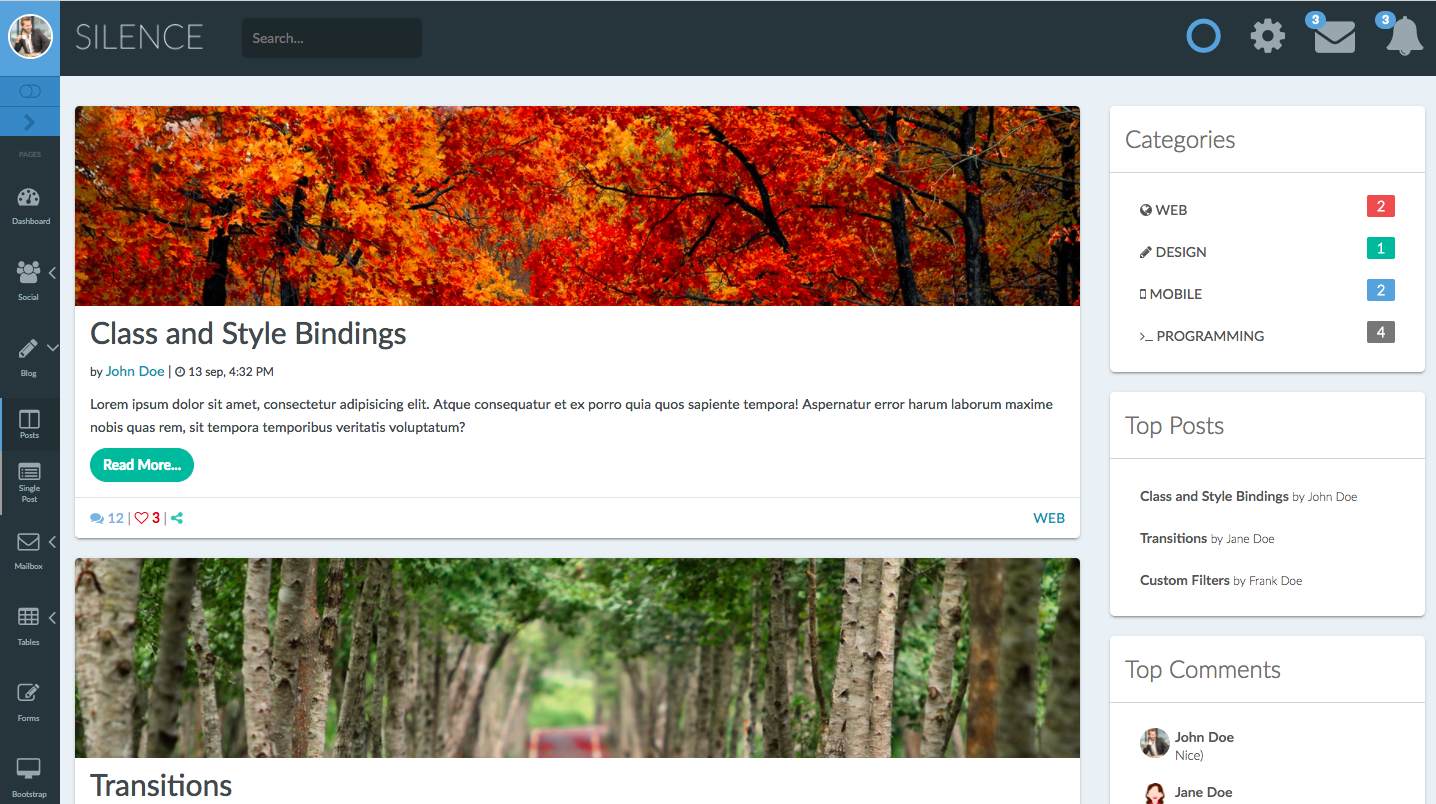 SILENCE
Search...
3
3
PAGES
Dashboard
Social
Blog
Posts
Single
Post
Mailbox
Tables
Forms
Bootstrap
Class and Style Bindings
by John Doe | 13 sep, 4:32 PM
Lorem ipsum dolor sit amet, consectetur adipisicing elit. Atque consequatur et ex porro quia quos sapiente tempora! Aspernatur error harum laborum maxime
nobis quas rem, sit tempora temporibus veritatis voluptatum?
Read More...
12 | 3 |
WEB
Transitions
Categories
WEB 2
DESIGN 1
MOBILE 2
PROGRAMMING 4
Top Posts
Class and Style Bindings by John Doe
Transitions by Jane Doe
Custom Filters by Frank Doe
Top Comments
John Doe
Nice)
Jane Doe